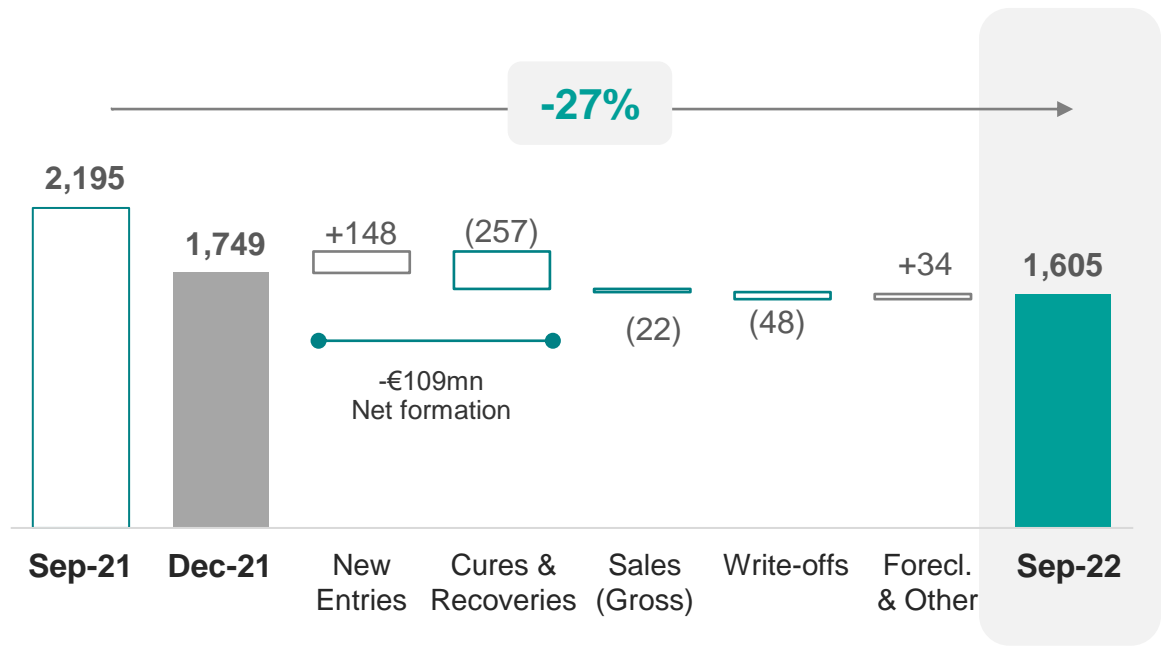 -27%
2,195
1,749
+148
(257)
(22)
(48)
+34
1,605
-€109mn
Net formation
Sep-21
Dec-21
New
Entries
Cures &
Recoveries
Sales
(Gross)
Write-offs
Forecl.
& Other
Sep-22